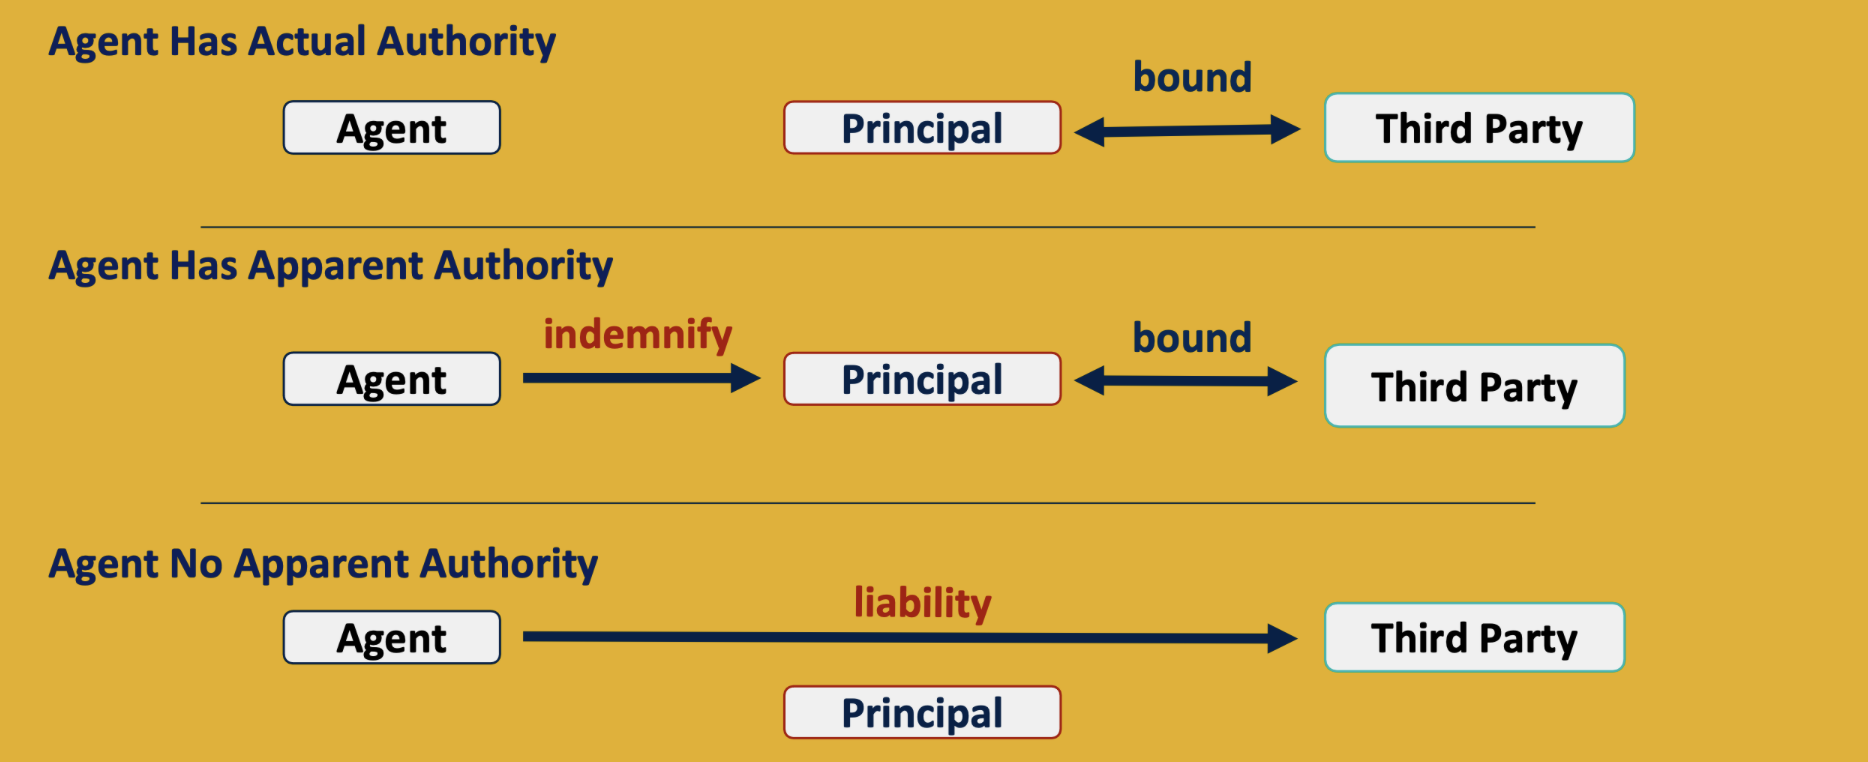 Agent Has Actual Authority
bound
Agent
Principal
Third Party
Agent Has Apparent Authority
indemnify
bound
Agent
Principal
Third Party
Agent No Apparent Authority
liability
Agent
Third Party
Principal